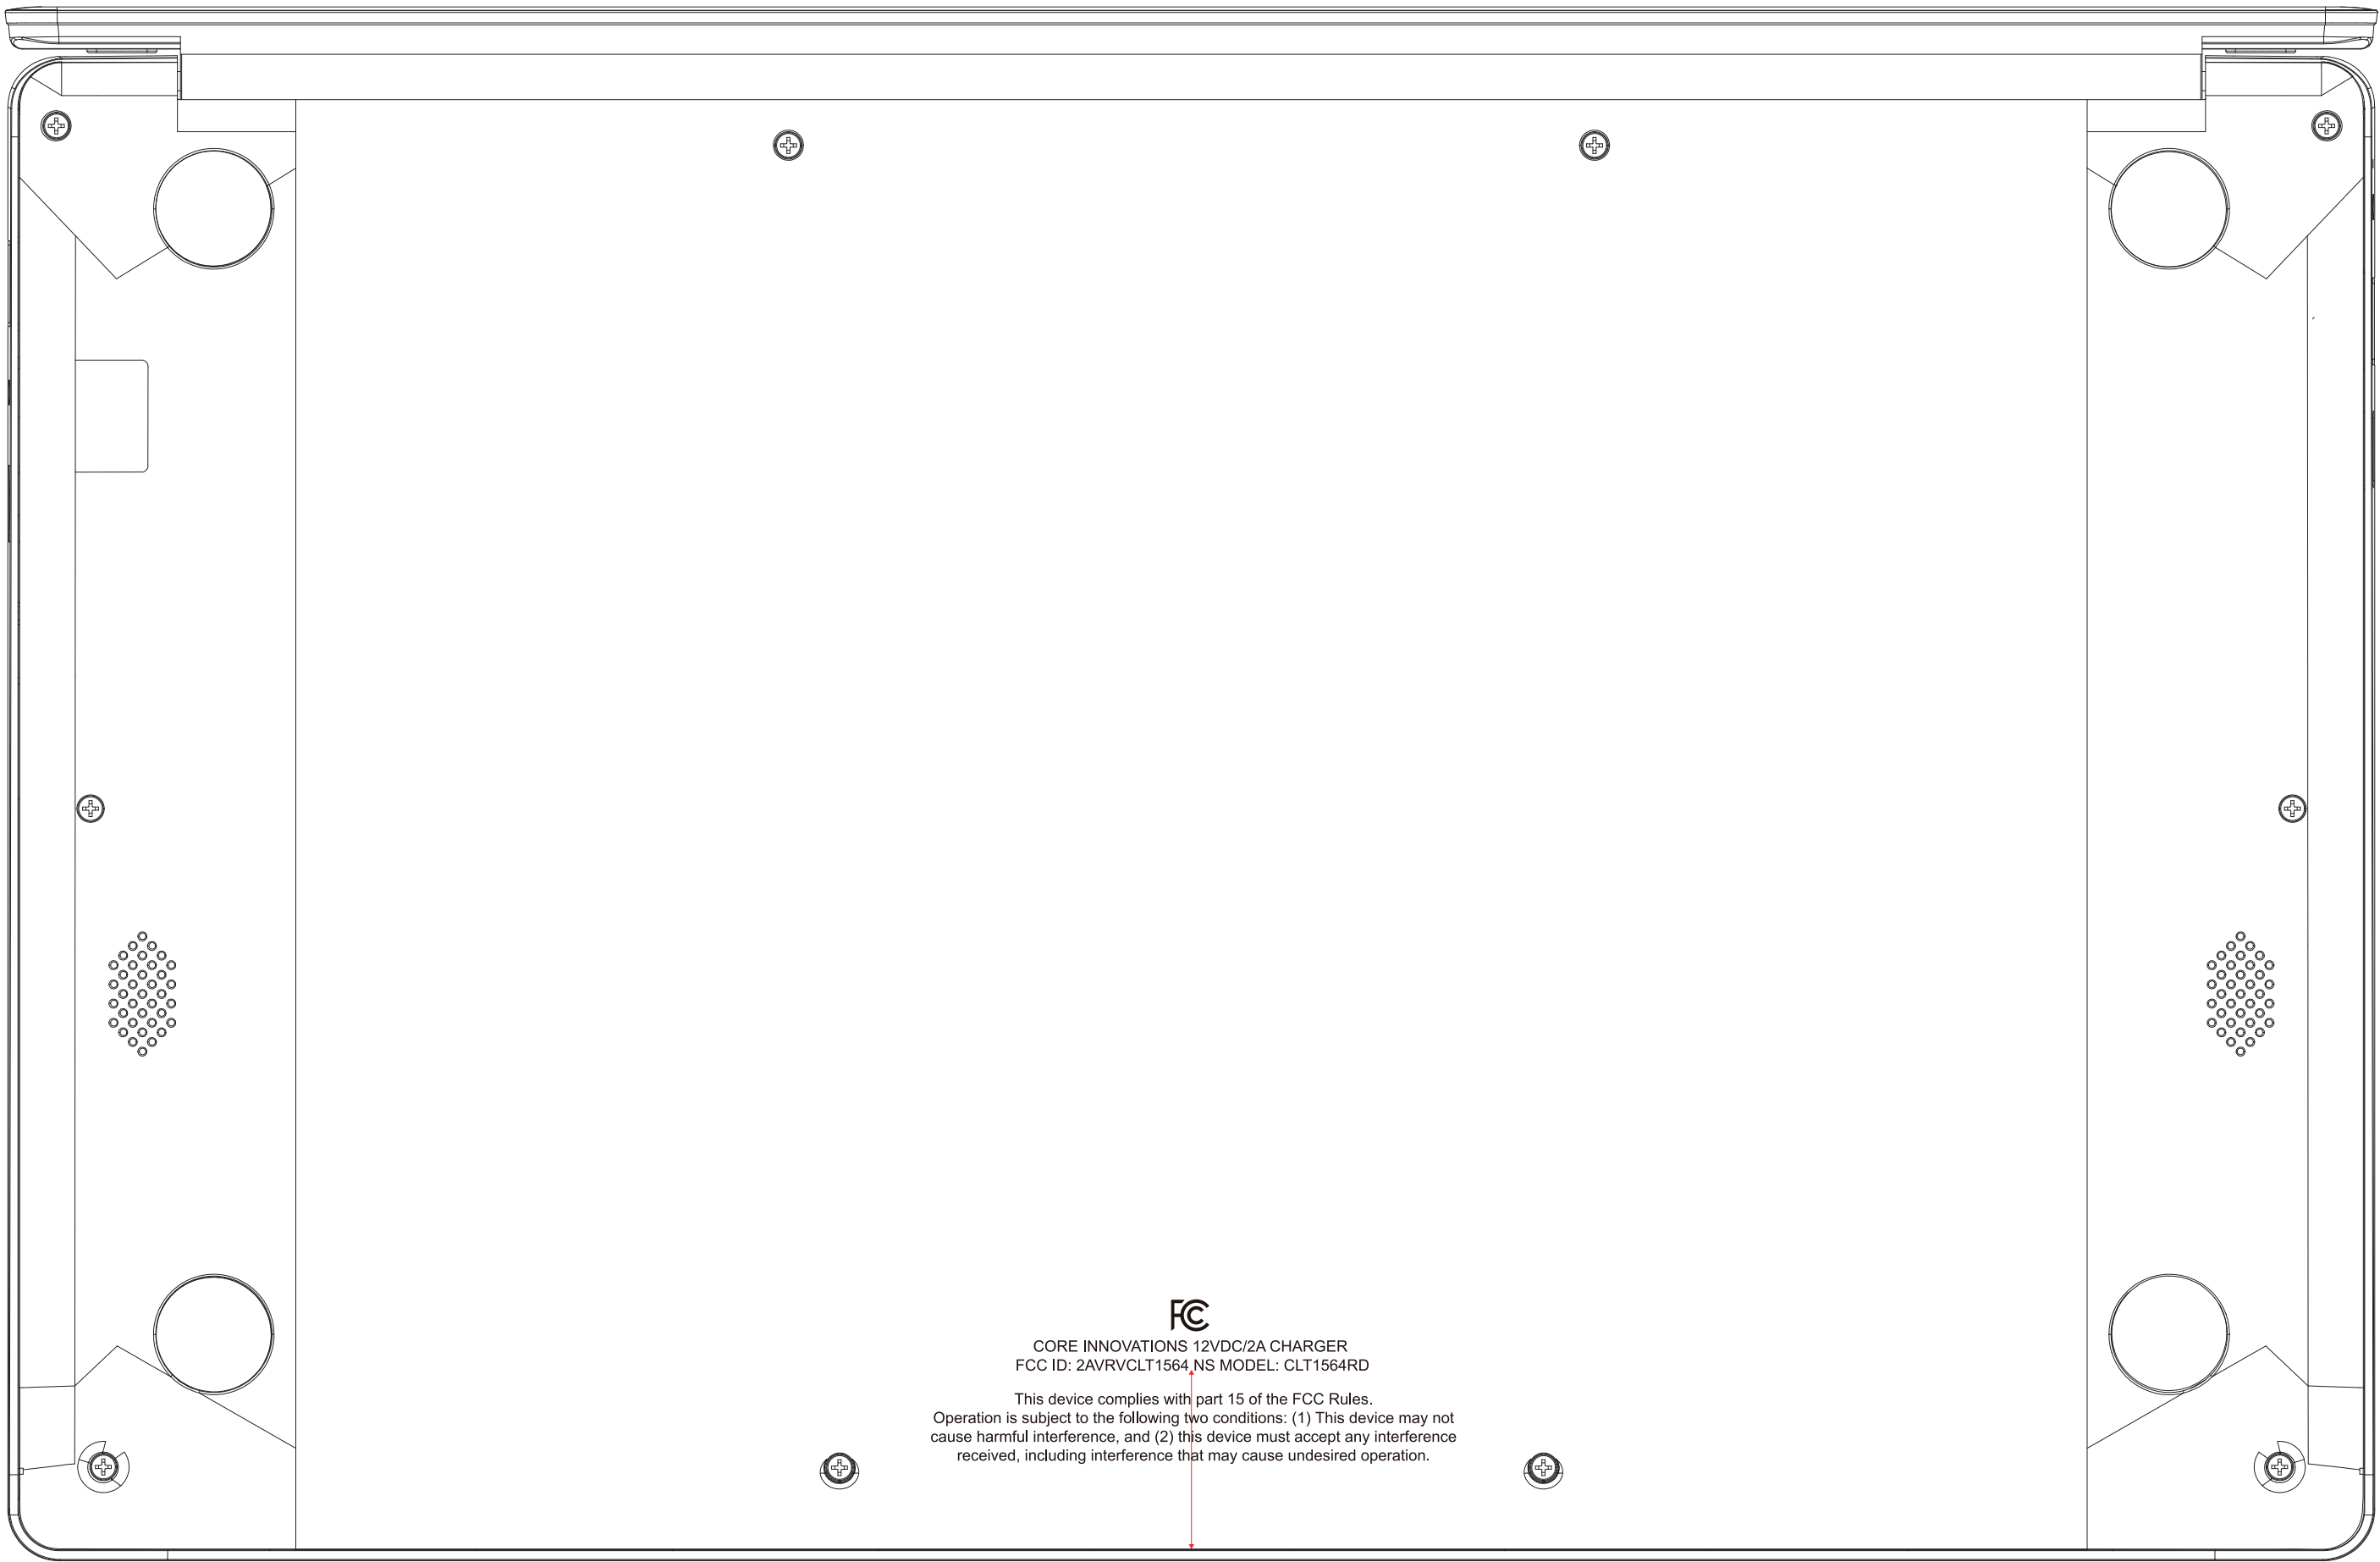 FC
CORE INNOVATIONS 12VDC/2A CHARGER
FCC ID: 2AVRVCLT1564 NS MODEL: CLT1564RD
This device complies with part 15 of the FCC Rules.
Operation is subject to the following two conditions: (1) This device may not
cause harmful interference, and (2) this device must accept any interference
received, including interference that may cause undesired operation.